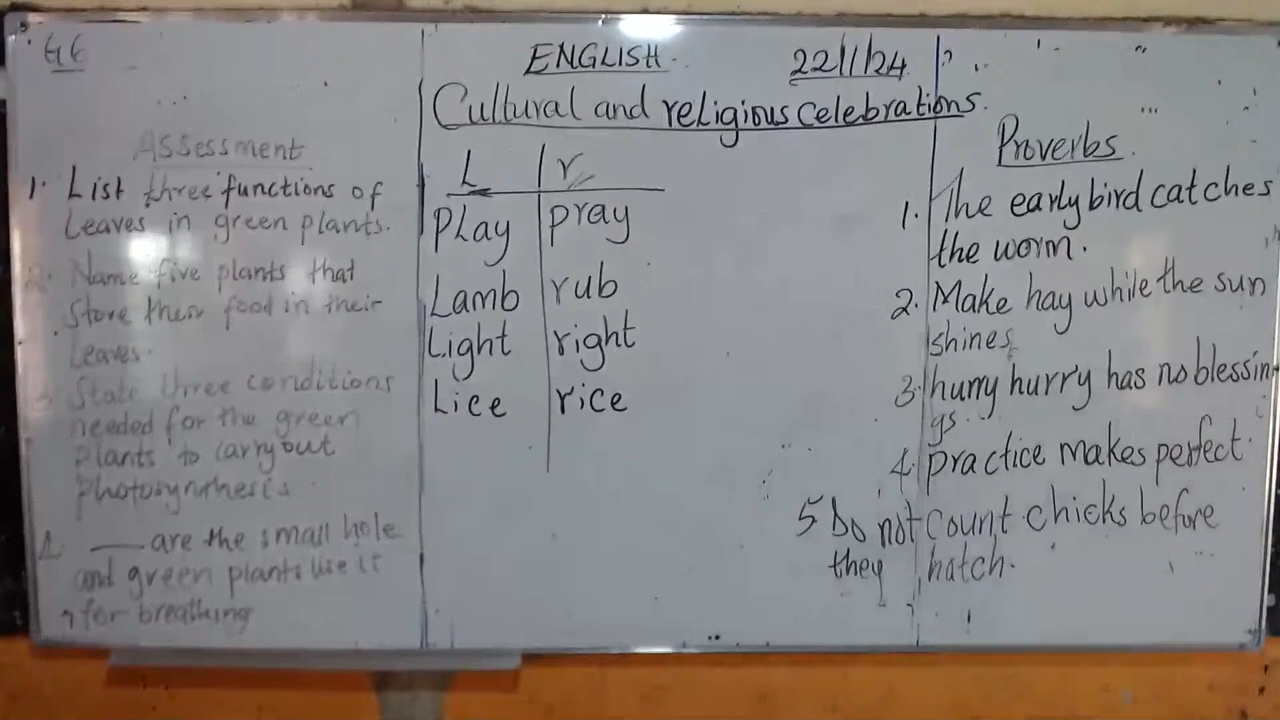 G6
ENGLISH.
22/1/24
Cultural and religious celebrations.
Assessment
1. List three functions of
Leaves in green plants.
2. Name five plants that
Store their food in their
Leaves.
3. State three conditions
needed for the green
plants to carry out
photosynthesis
4. ___ are the small hole
and green plants use it
for breathing
L | r
PLay | pray
Lamb | rub
Light | right
Lice | rice
Proverbs.
1. The early bird catches
the worm.
2. Make hay while the sun
shines.
3. hurry hurry has no blessin-
gs.
4. practice makes perfect.
5 Do not count chicks before
they hatch.